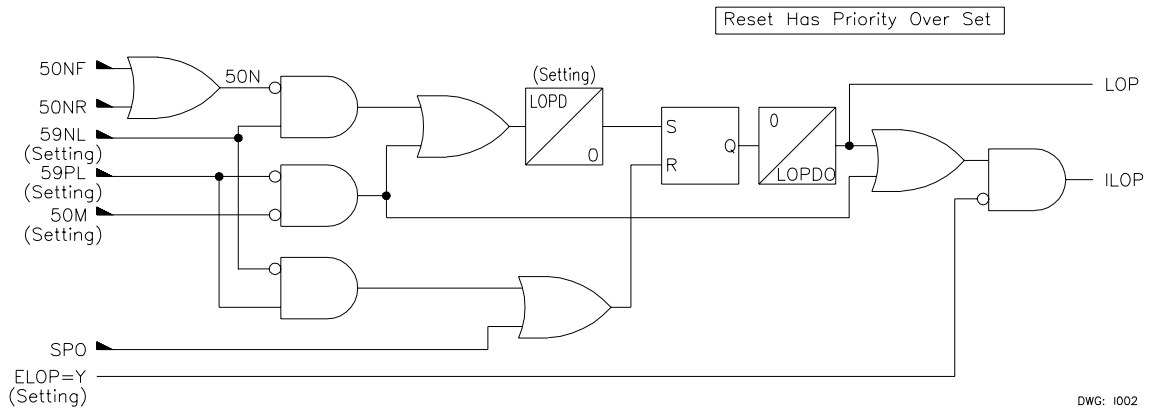 Reset Has Priority Over Set
50NF
50N
(Setting)
LOP
50NR
LOPD
0
59NL
(Setting)
0
S
Q
R
LOPDO
59PL
(Setting)
ILOP
50M
(Setting)
SPO
ELOP=Y
(Setting)
DWG: 1002